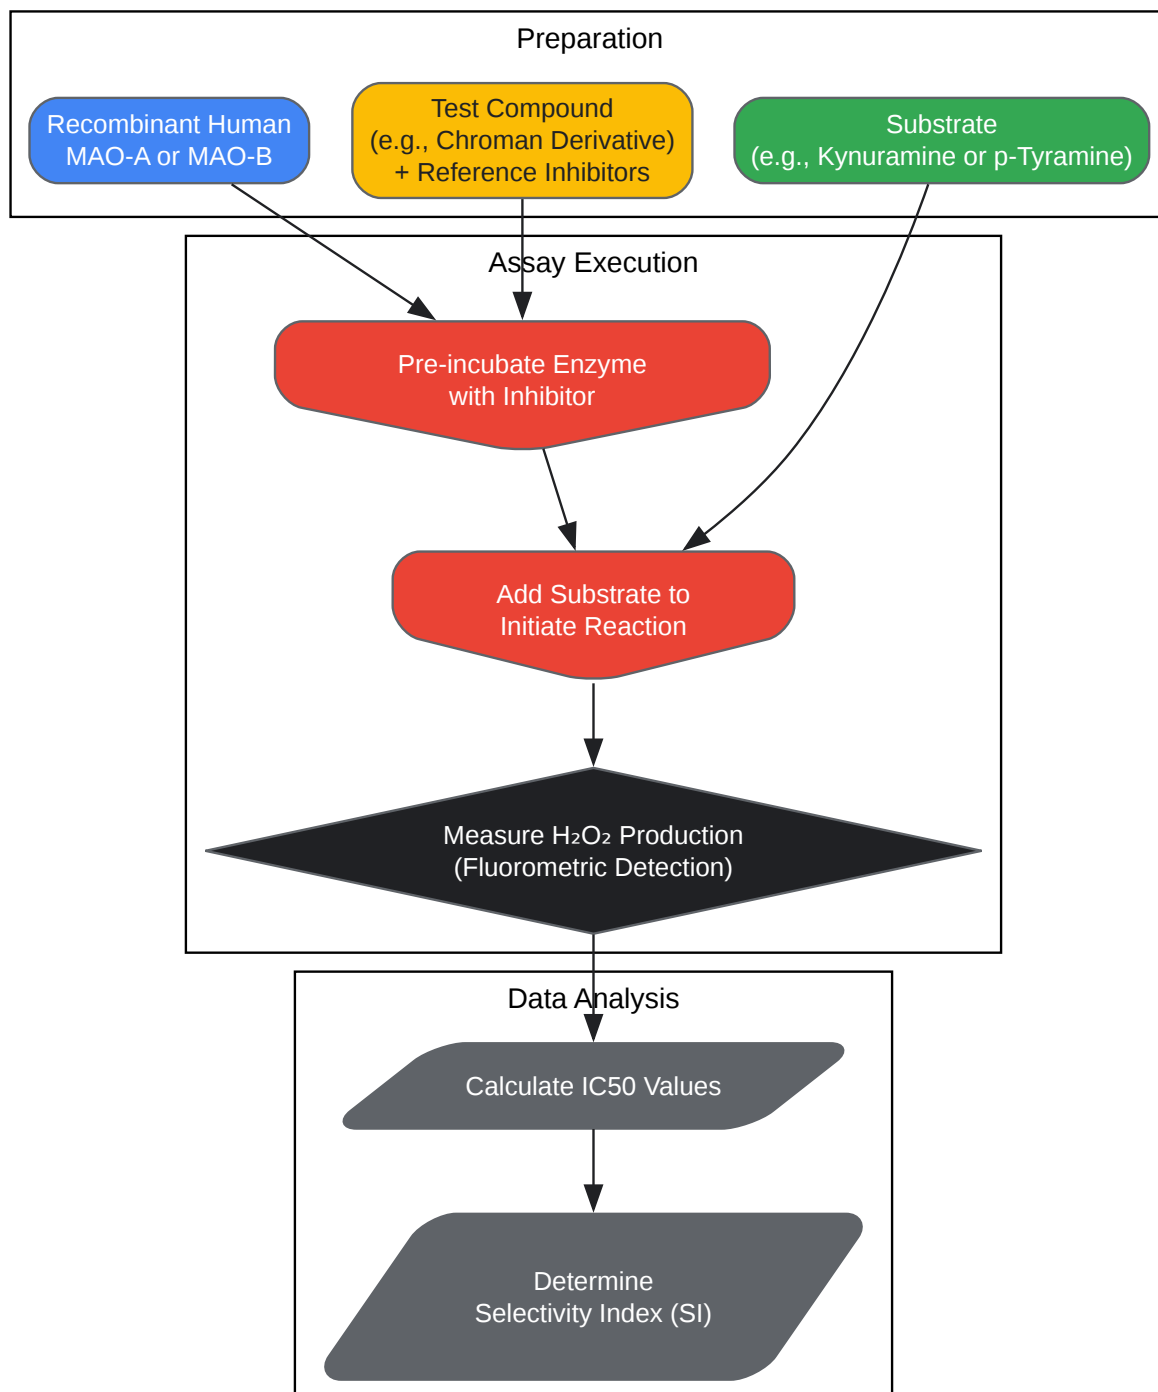 Preparation
Recombinant Human
MAO-A or MAO-B
Test Compound
(e.g., Chroman Derivative)
+ Reference Inhibitors
Substrate
(e.g., Kynuramine or p-Tyramine)
Assay Execution
Pre-incubate Enzyme
with Inhibitor
Add Substrate to
Initiate Reaction
Measure H₂O₂ Production
(Fluorometric Detection)
Data Analysis
Calculate IC50 Values
Determine
Selectivity Index (SI)